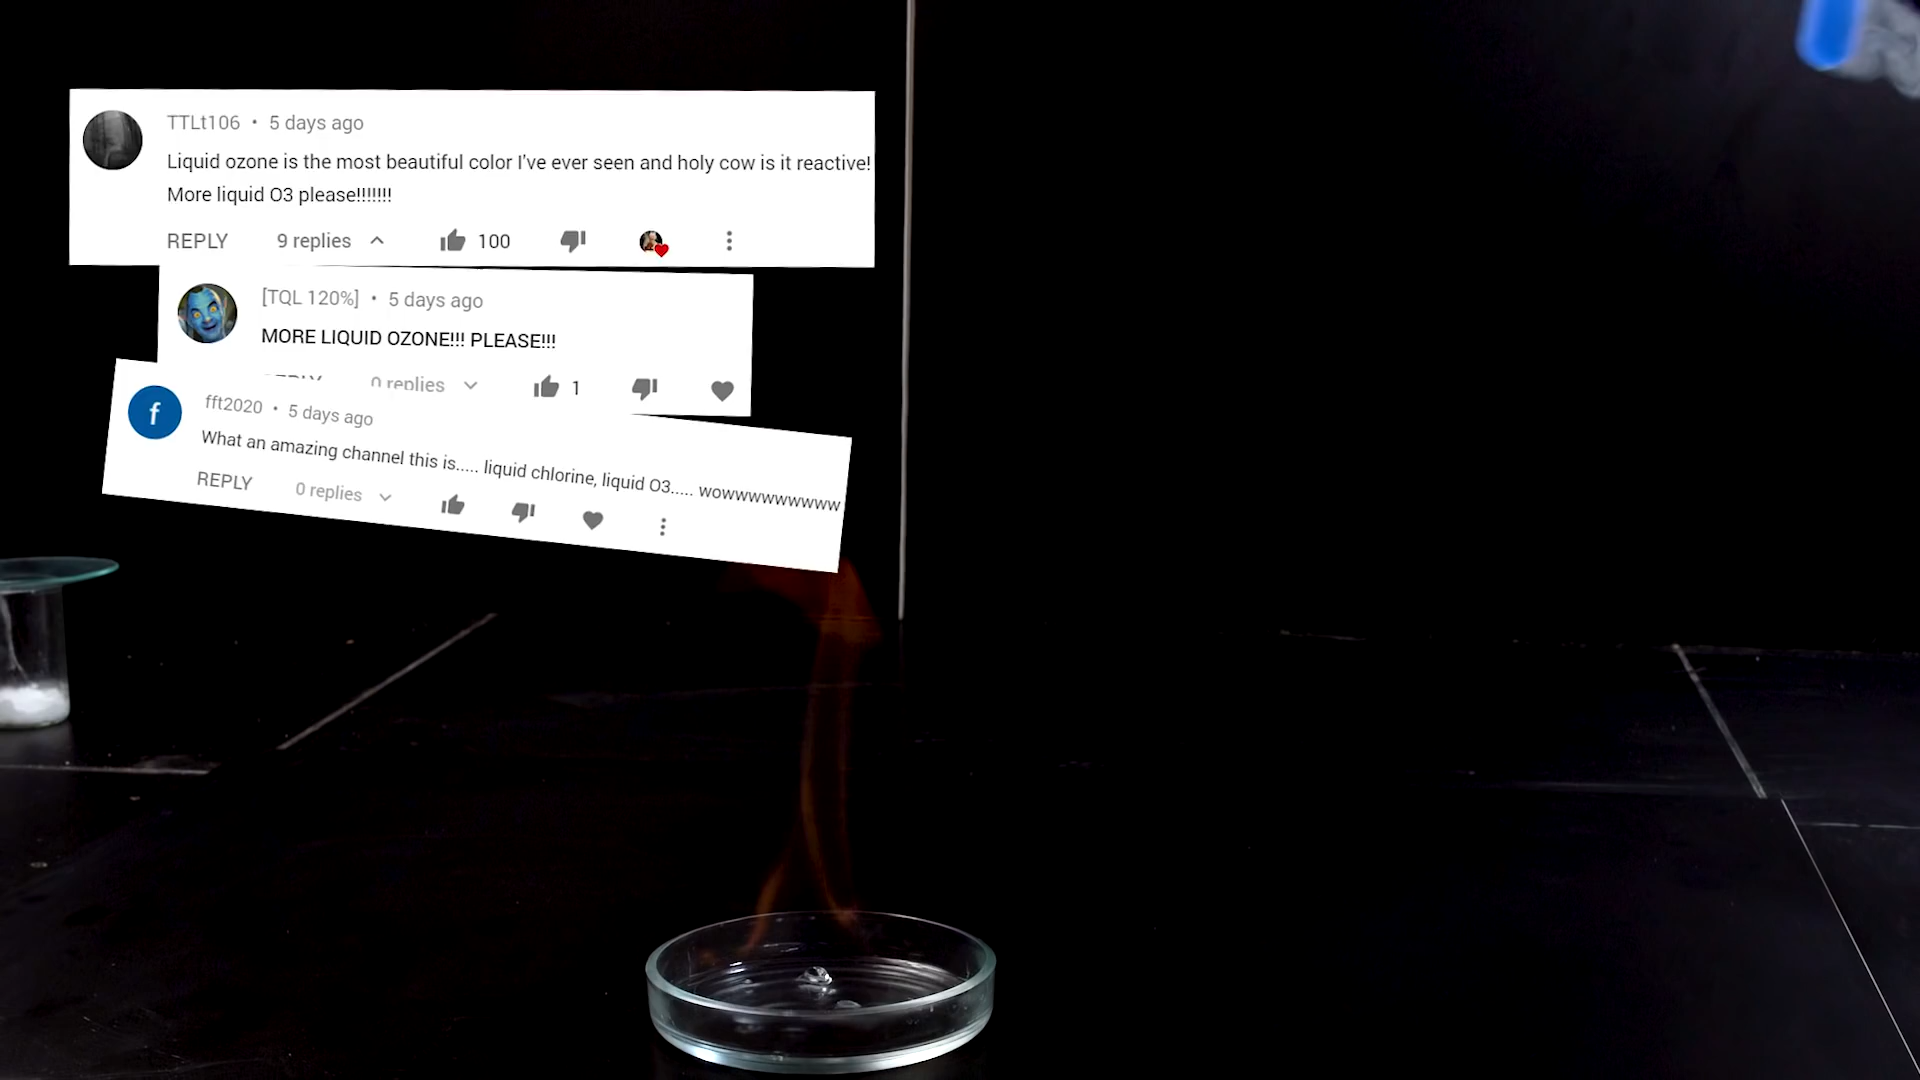 TTLt106 • 5 days ago
Liquid ozone is the most beautiful color I've ever seen and holy cow is it reactive!
More liquid O3 please!!!!!!!
REPLY 9 replies 100
[TQL 120%] • 5 days ago
MORE LIQUID OZONE!!! PLEASE!!!
0 replies 1
f
fft2020 • 5 days ago
What an amazing channel this is..... liquid chlorine, liquid O3..... wowwwwwwwwww
REPLY 0 replies